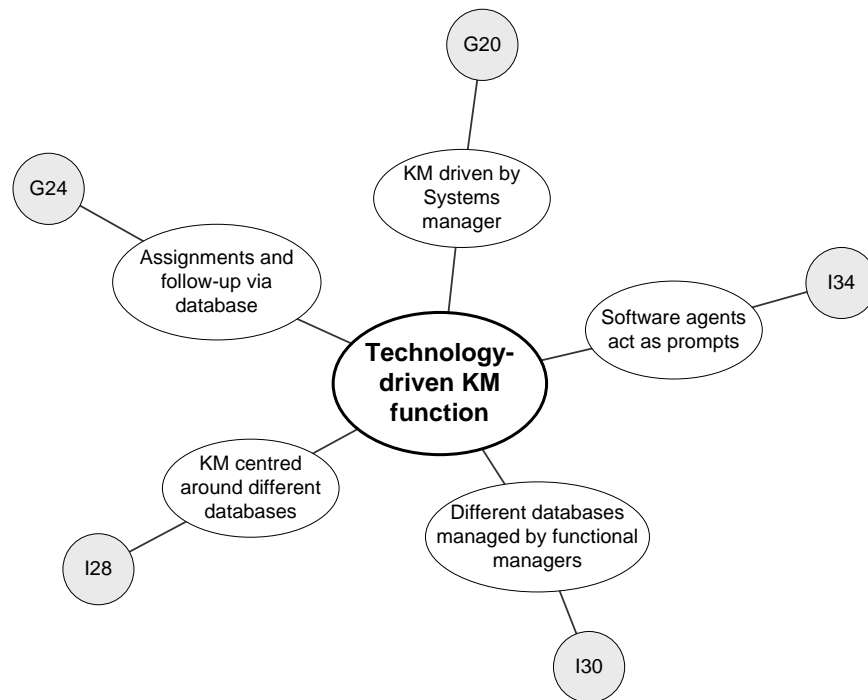 G20
KM driven by
Systems
manager
G24
Assignments and
follow-up via
database
I34
Software agents
act as prompts
Technology-
driven KM
function
KM centred
around different
databases
Different databases
managed by functional
managers
I28
I30